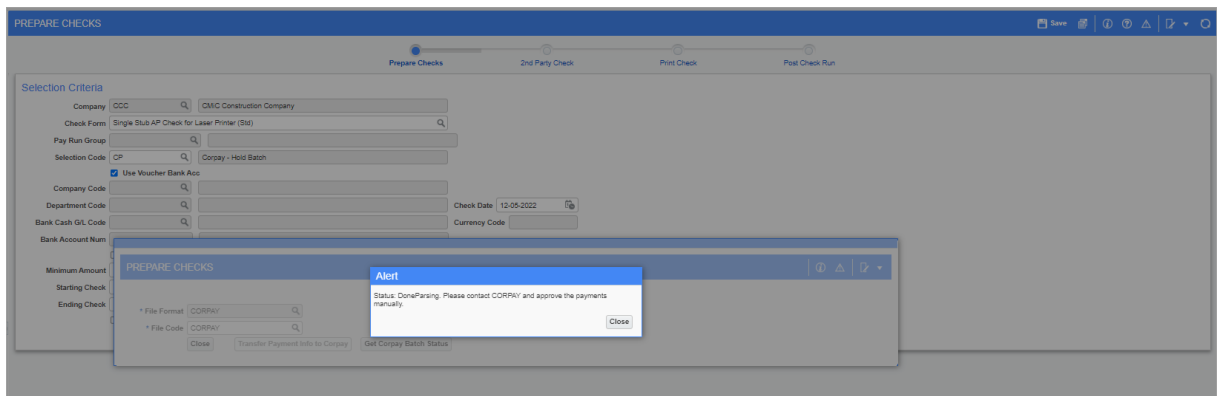 PREPARE CHECKS
Save
Prepare Checks
2nd Party Check
Print Check
Post Check Run
Selection Criteria
Company CCC CMiC Construction Company
Check Form Single Stub AP Check for Laser Printer (Std)
Pay Run Group
Selection Code CP Corpay - Hold Batch
Use Voucher Bank Acc
Company Code
Department Code Check Date 12-05-2022
Bank Cash G/L Code Currency Code
Bank Account Num
Minimum Amount
Starting Check
Ending Check
PREPARE CHECKS
* File Format CORPAY
* File Code CORPAY
Close Transfer Payment Info to Corpay Get Corpay Batch Status
Alert
Status: DoneParsing. Please contact CORPAY and approve the payments
manually.
Close